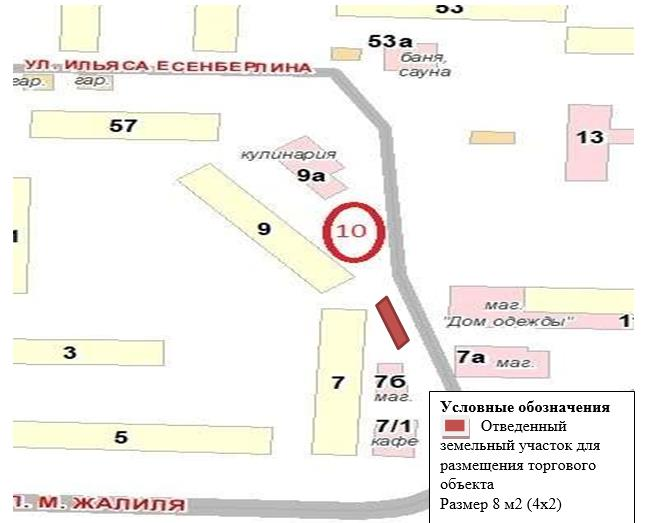 53
53а
баня,
сауна
УЛ. ИЛЬЯСА ЕСЕНБЕРЛИНА
гар.
гар.
57
13
кулинария
9а
9
10
маг.
"Дом одежды"
3
7
7б
маг.
7а маг.
5
7/1
кафе
М. ЖАЛИЛЯ
Условные обозначения
Отведенный
земельный участок для
размещения торгового
объекта
Размер 8 м2 (4х2)